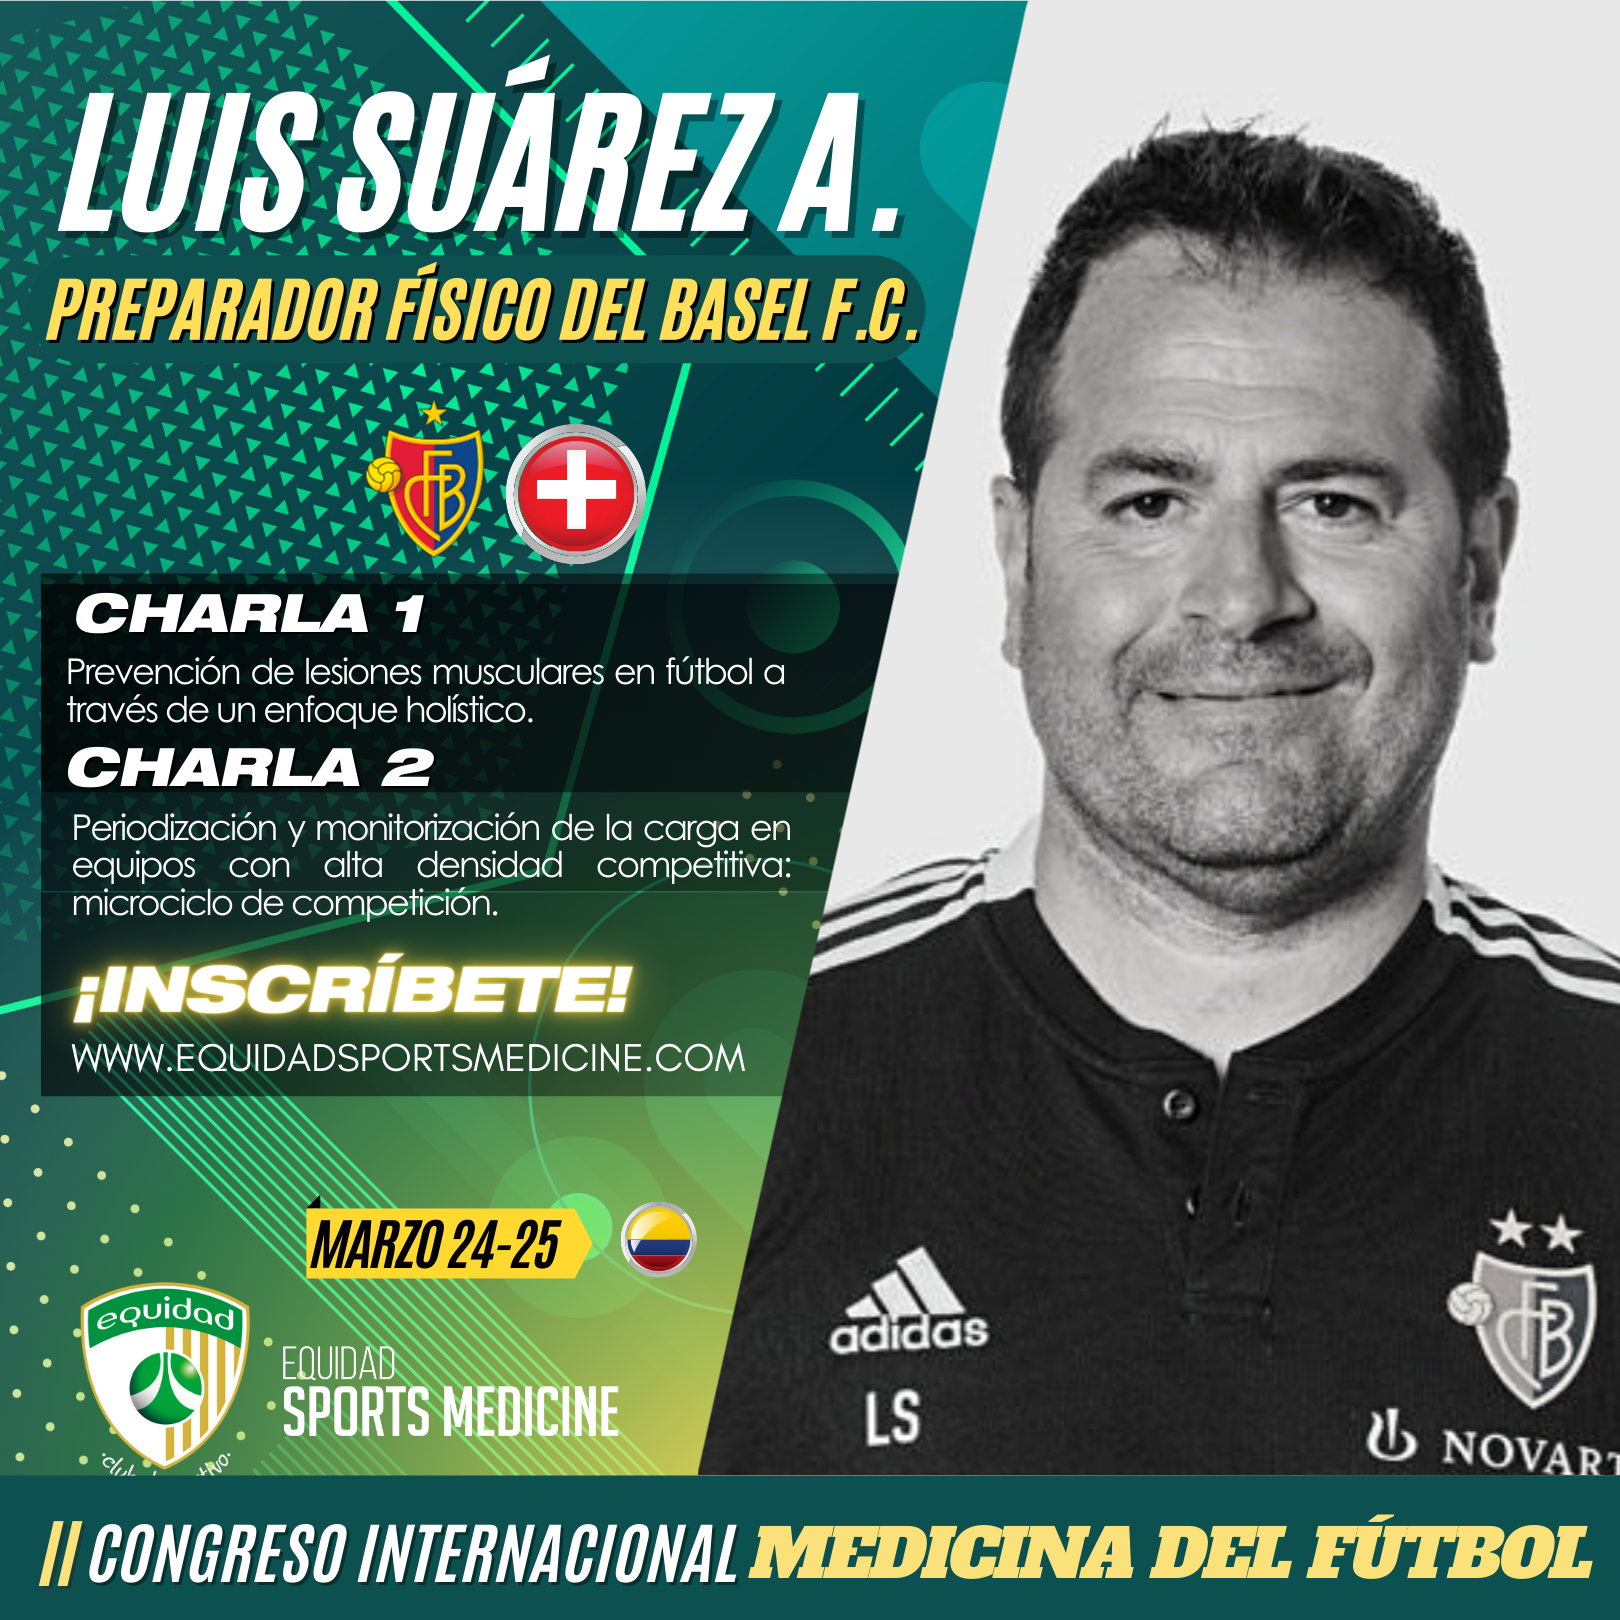 LUIS SUÁREZ A.
PREPARADOR FÍSICO DEL BASEL F.C.
FCB
CHARLA 1
Prevención de lesiones musculares en fútbol a
través de un enfoque holístico.
CHARLA 2
Periodización y monitorización de la carga en
equipos con alta densidad competitiva:
microciclo de competición.
¡INSCRÍBETE!
WWW.EQUIDADSPORTSMEDICINE.COM
MARZO 24-25
adidas
LS
FCB
equidad
EQUIDAD
SPORTS MEDICINE
II CONGRESO INTERNACIONAL MEDICINA DEL FÚTBOL